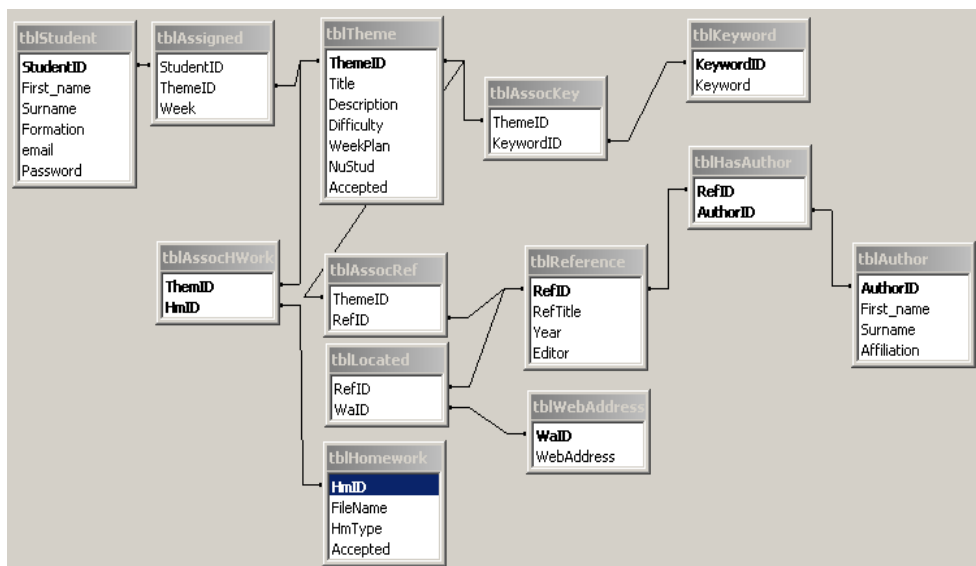 tblStudent
StudentID
First_name
Surname
Formation
email
Password
tblAssigned
StudentID
ThemeID
Week
tblTheme
ThemeID
Title
Description
Difficulty
WeekPlan
NuStud
Accepted
tblAssocKey
ThemeID
KeywordID
tblKeyword
KeywordID
Keyword
tblHasAuthor
RefID
AuthorID
tblAssocHWork
ThemID
HmID
tblAssocRef
ThemeID
RefID
tblReference
RefID
RefTitle
Year
Editor
tblAuthor
AuthorID
First_name
Surname
Affiliation
tblLocated
RefID
WaID
tblWebAddress
WaID
WebAddress
tblHomework
HmID
FileName
HmType
Accepted